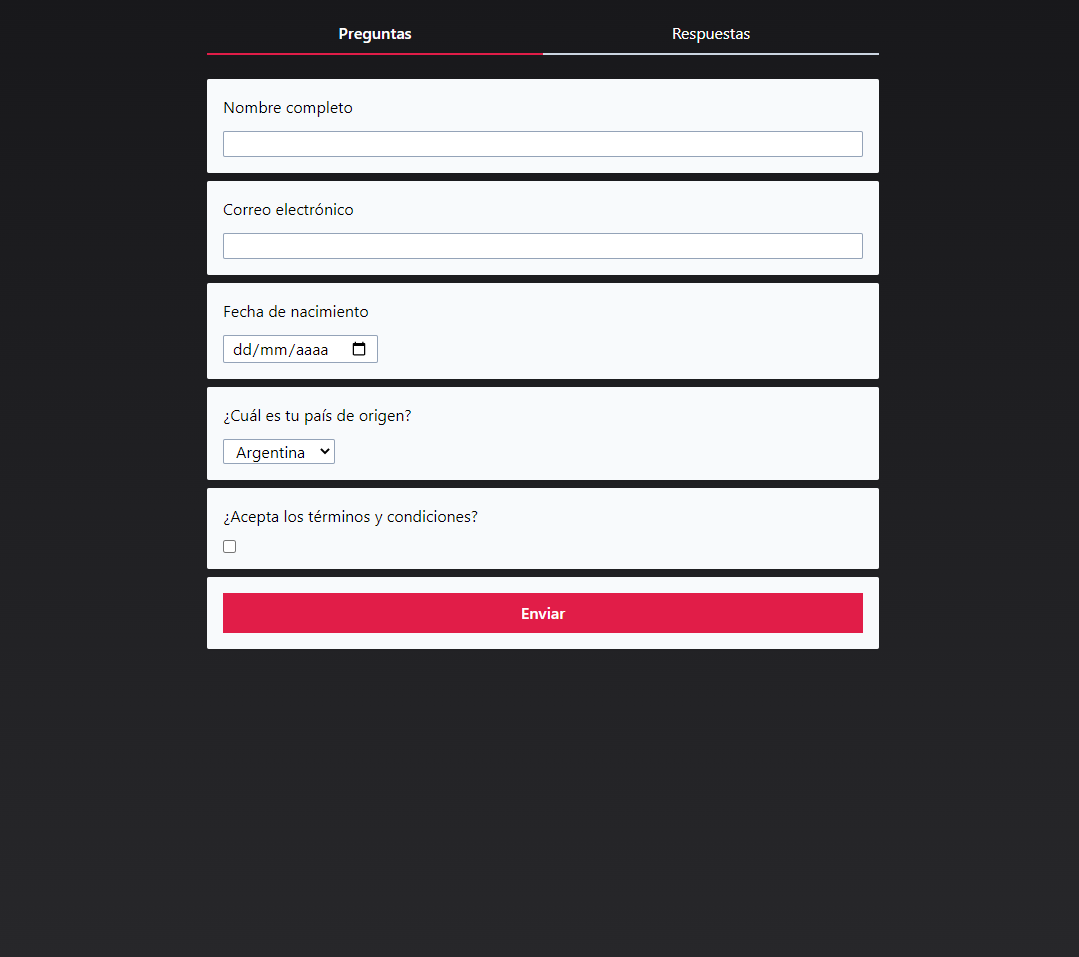 Preguntas Respuestas
Nombre completo
Correo electrónico
Fecha de nacimiento
dd/mm/aaaa
¿Cuál es tu país de origen?
Argentina
¿Acepta los términos y condiciones?
Enviar